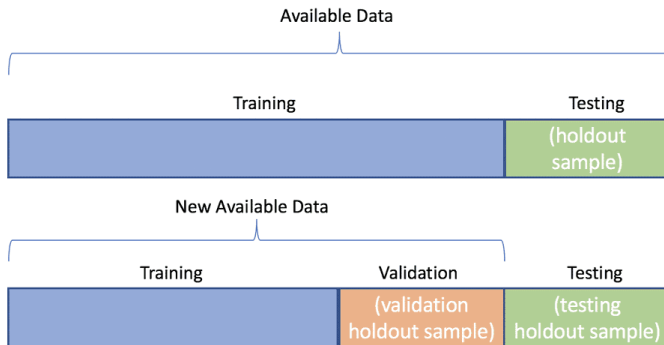 Available Data
Training Testing
(holdout
sample)
New Available Data
Training Validation Testing
(validation
holdout sample)
(testing
holdout sample)